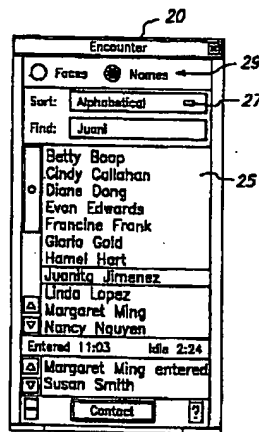 20
Encounter
Faces Names 29
Sort: Alphabetical 27
Find: Juani
Betty Boop
Cindy Callahan 25
Diane Dong
Evan Edwards
Francine Frank
Gloria Gold
Hamel Hart
Juanita Jimenez
Linda Lopez
Margaret Ming
Nancy Nguyen
Entered 11:03 Idle 2:24
Margaret Ming entered
Susan Smith
Contact ?